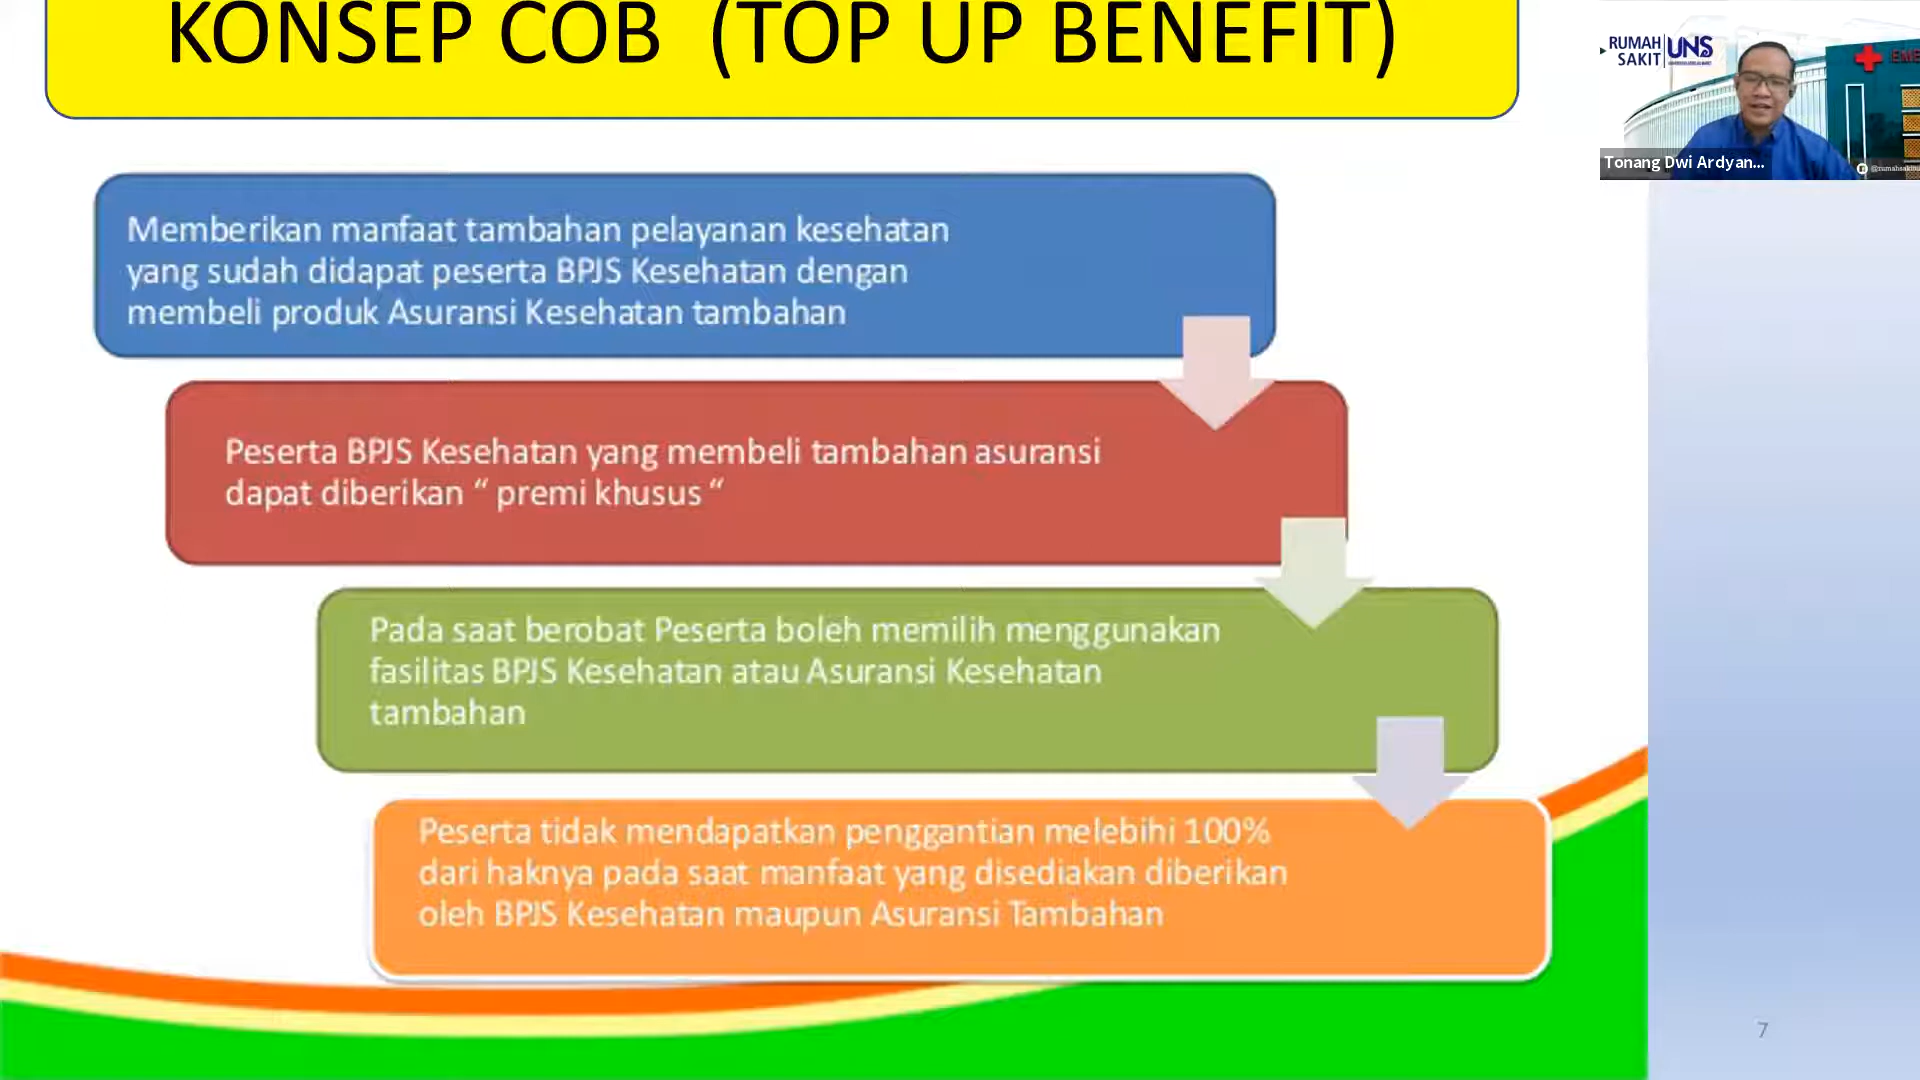 KONSEP COB (TOP UP BENEFIT)
Memberikan manfaat tambahan pelayanan kesehatan
yang sudah didapat peserta BPJS Kesehatan dengan
membeli produk Asuransi Kesehatan tambahan
Peserta BPJS Kesehatan yang membeli tambahan asuransi
dapat diberikan “ premi khusus “
Pada saat berobat Peserta boleh memilih menggunakan
fasilitas BPJS Kesehatan atau Asuransi Kesehatan
tambahan
Peserta tidak mendapatkan penggantian melebihi 100%
dari haknya pada saat manfaat yang disediakan diberikan
oleh BPJS Kesehatan maupun Asuransi Tambahan
7
RUMAH
SAKIT
UNS
Tonang Dwi Ardyan...